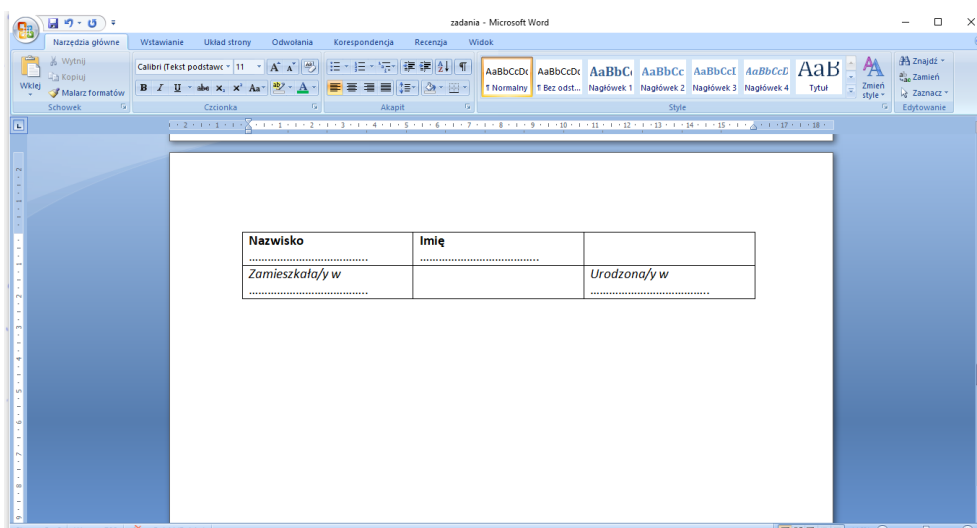 zadania - Microsoft Word
Narzędzia główne Wstawianie Układ strony Odwołania Korespondencja Recenzja Widok
Wklej
Wytnij
Kopiuj
Malarz formatów
Schowek
Calibri (Tekst podstawc 11
Czcionka
Akapit
AaBbCcDc AaBbCcDc AaBbC AaBbCc AaBbCcI AaBbCcD AaB
¶ Normalny ¶ Bez odst... Nagłówek 1 Nagłówek 2 Nagłówek 3 Nagłówek 4 Tytuł
Style
Zmień style
Znajdź
Zamień
Zaznacz
Edytowanie
Nazwisko Imię
…………………………………. ………………………………….
Zamieszkała/y w Urodzona/y w
…………………………………. ………………………………….